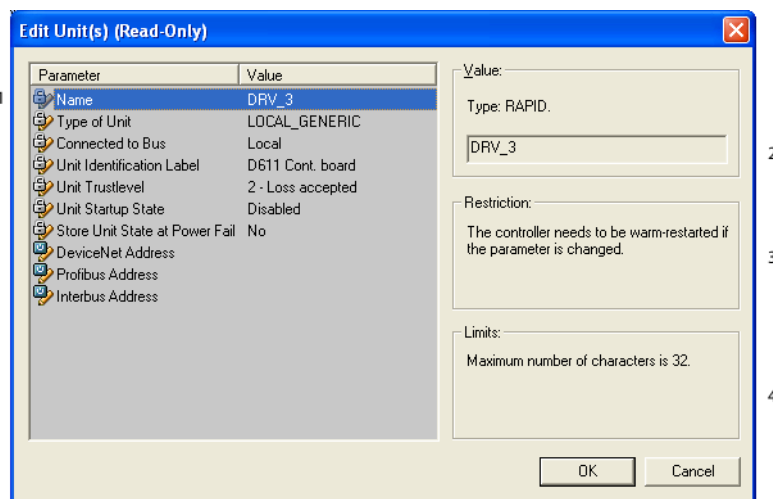 Edit Unit(s) (Read-Only)
Parameter Value
Name DRV_3
Type of Unit LOCAL_GENERIC
Connected to Bus Local
Unit Identification Label D611 Cont. board
Unit Trustlevel 2 - Loss accepted
Unit Startup State Disabled
Store Unit State at Power Fail No
DeviceNet Address
Profibus Address
Interbus Address
Value:
Type: RAPID.
DRV_3
Restriction:
The controller needs to be warm-restarted if
the parameter is changed.
Limits:
Maximum number of characters is 32.
OK Cancel